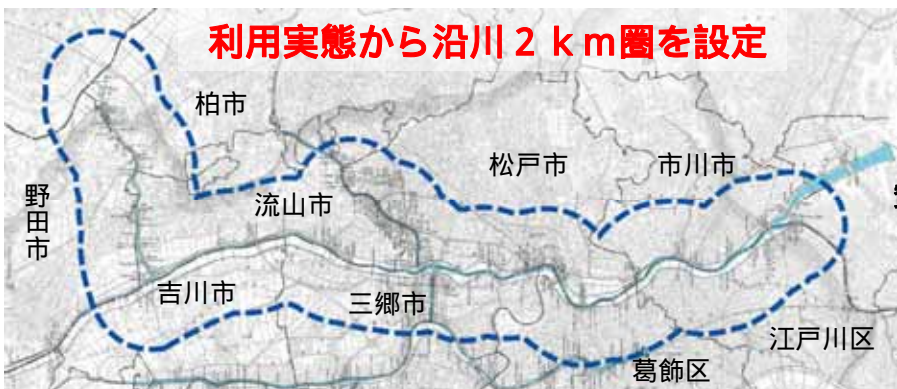 利用実態から沿川２ｋｍ圏を設定
柏市
松戸市
市川市
野田市
流山市
吉川市
三郷市
江戸川区
葛飾区